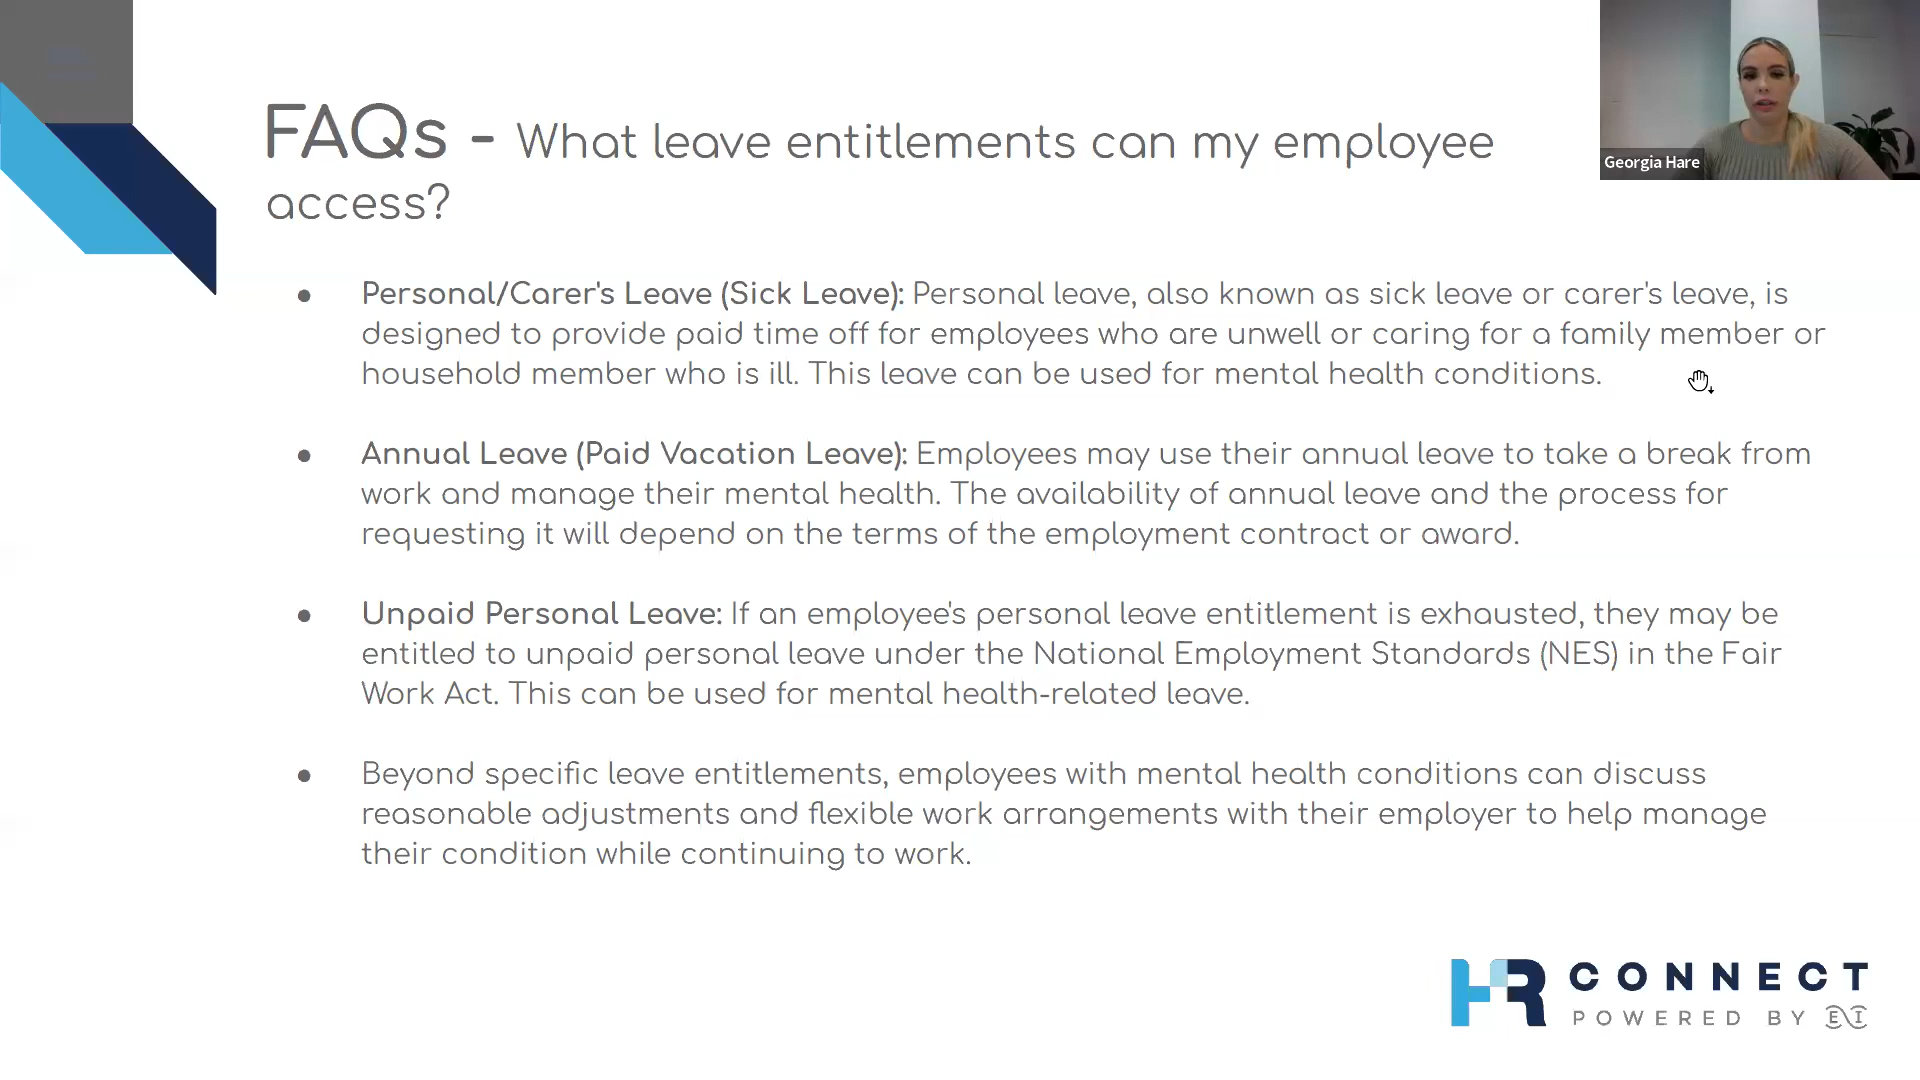 FAQs - What leave entitlements can my employee
access?
Georgia Hare
● Personal/Carer's Leave (Sick Leave): Personal leave, also known as sick leave or carer's leave, is
designed to provide paid time off for employees who are unwell or caring for a family member or
household member who is ill. This leave can be used for mental health conditions.
● Annual Leave (Paid Vacation Leave): Employees may use their annual leave to take a break from
work and manage their mental health. The availability of annual leave and the process for
requesting it will depend on the terms of the employment contract or award.
● Unpaid Personal Leave: If an employee's personal leave entitlement is exhausted, they may be
entitled to unpaid personal leave under the National Employment Standards (NES) in the Fair
Work Act. This can be used for mental health-related leave.
● Beyond specific leave entitlements, employees with mental health conditions can discuss
reasonable adjustments and flexible work arrangements with their employer to help manage
their condition while continuing to work.
HR CONNECT
POWERED BY EI